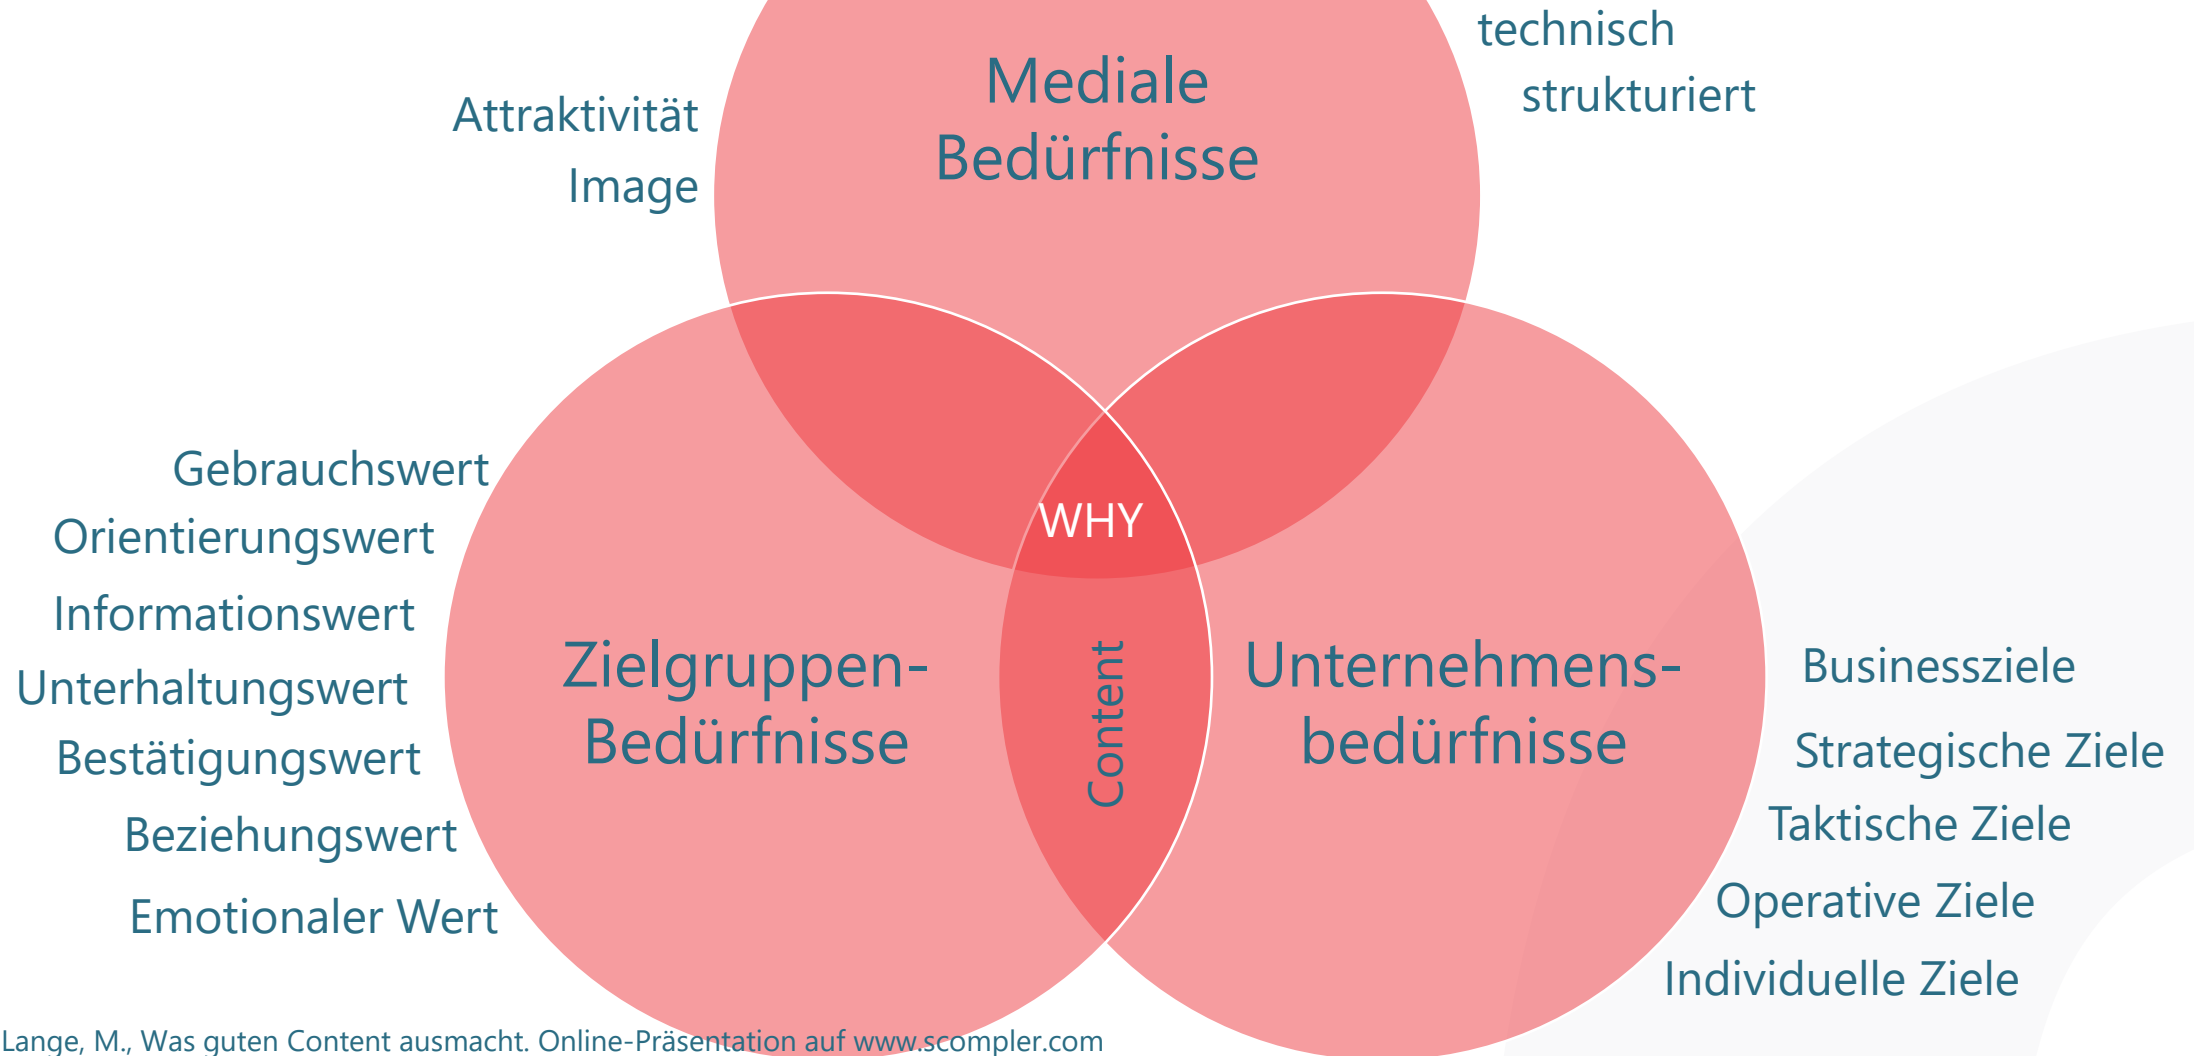 technisch
strukturiert
Mediale
Bedürfnisse
Attraktivität
Image
WHY
Gebrauchswert
Orientierungswert
Informationswert
Unterhaltungswert
Bestätigungswert
Beziehungswert
Emotionaler Wert
Zielgruppen-
Bedürfnisse
Content
Unternehmens-
bedürfnisse
Businessziele
Strategische Ziele
Taktische Ziele
Operative Ziele
Individuelle Ziele
Lange, M., Was guten Content ausmacht. Online-Präsentation auf www.scompler.com